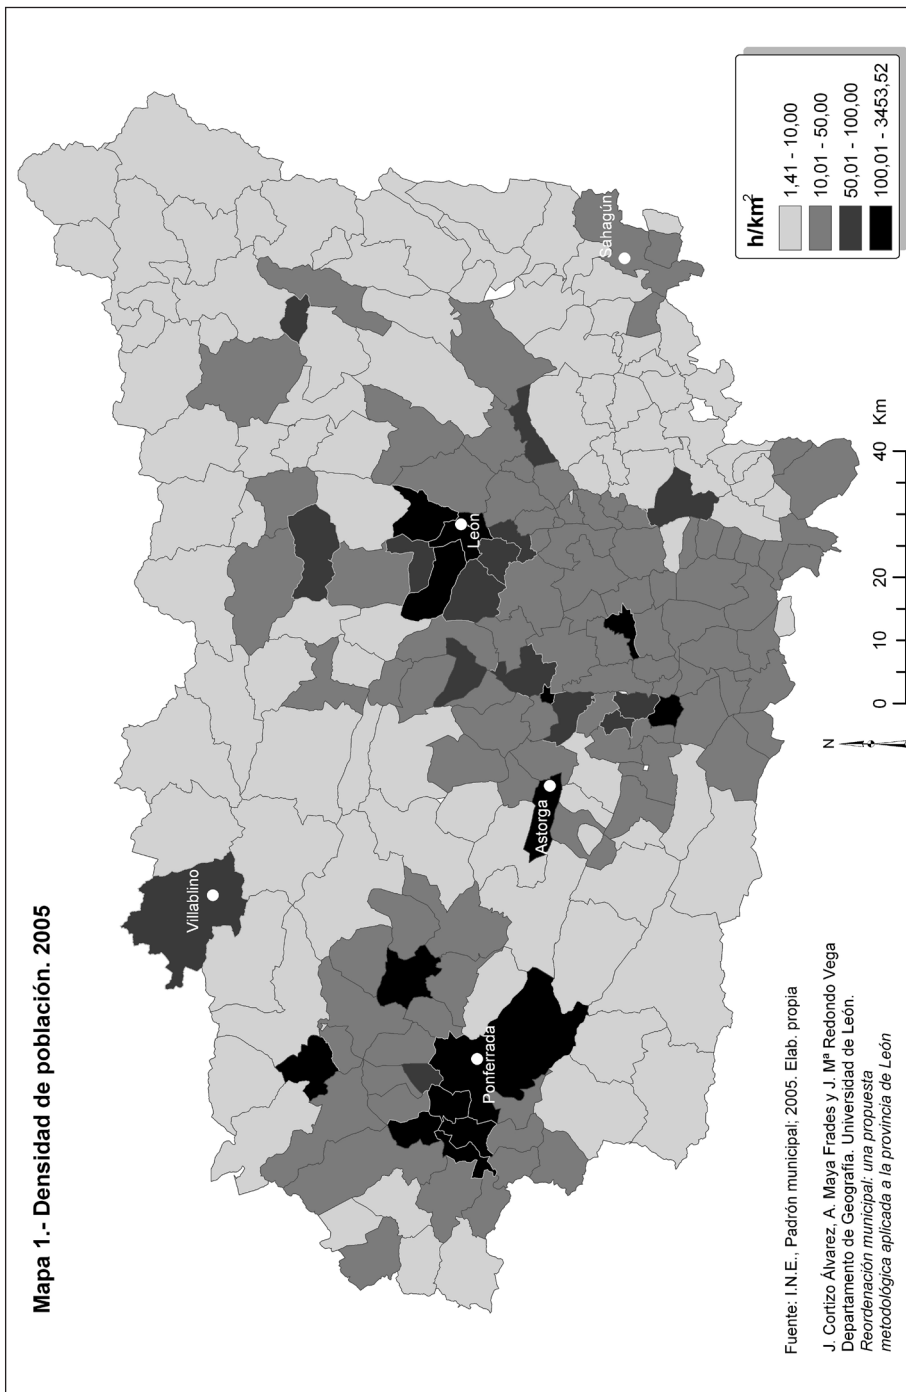 Mapa 1.- Densidad de población. 2005
Villablino
Ponferrada
Astorga
León
Sahagún
h/km²
1,41 - 10,00
10,01 - 50,00
50,01 - 100,00
100,01 - 3453,52
N
0 10 20 40 Km
Fuente: I.N.E., Padrón municipal; 2005. Elab. propia
J. Cortizo Álvarez, A. Maya Frades y J. Mª Redondo Vega
Departamento de Geografía. Universidad de León.
Reordenación municipal: una propuesta
metodológica aplicada a la provincia de León